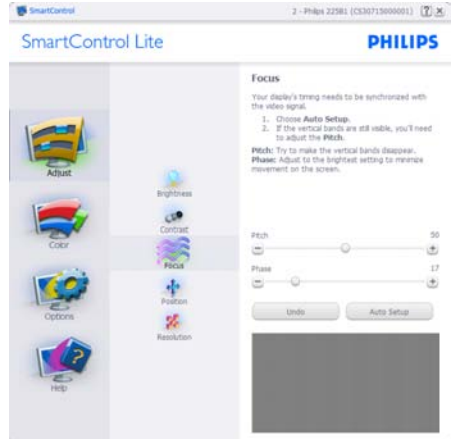 SmartControl
2 - Philips 225B1 (CS30715000001)
? X
SmartControl Lite
PHILIPS
Adjust
Color
Options
Help
Brightness
Contrast
Focus
Position
Resolution
Focus
Your display's timing needs to be synchronized with
the video signal.
1. Choose Auto Setup.
2. If the vertical bands are still visible, you'll need
to adjust the Pitch.
Pitch: Try to make the vertical bands disappear.
Phase: Adjust to the brightest setting to minimize
movement on the screen.
Pitch 50
Phase 17
Undo Auto Setup